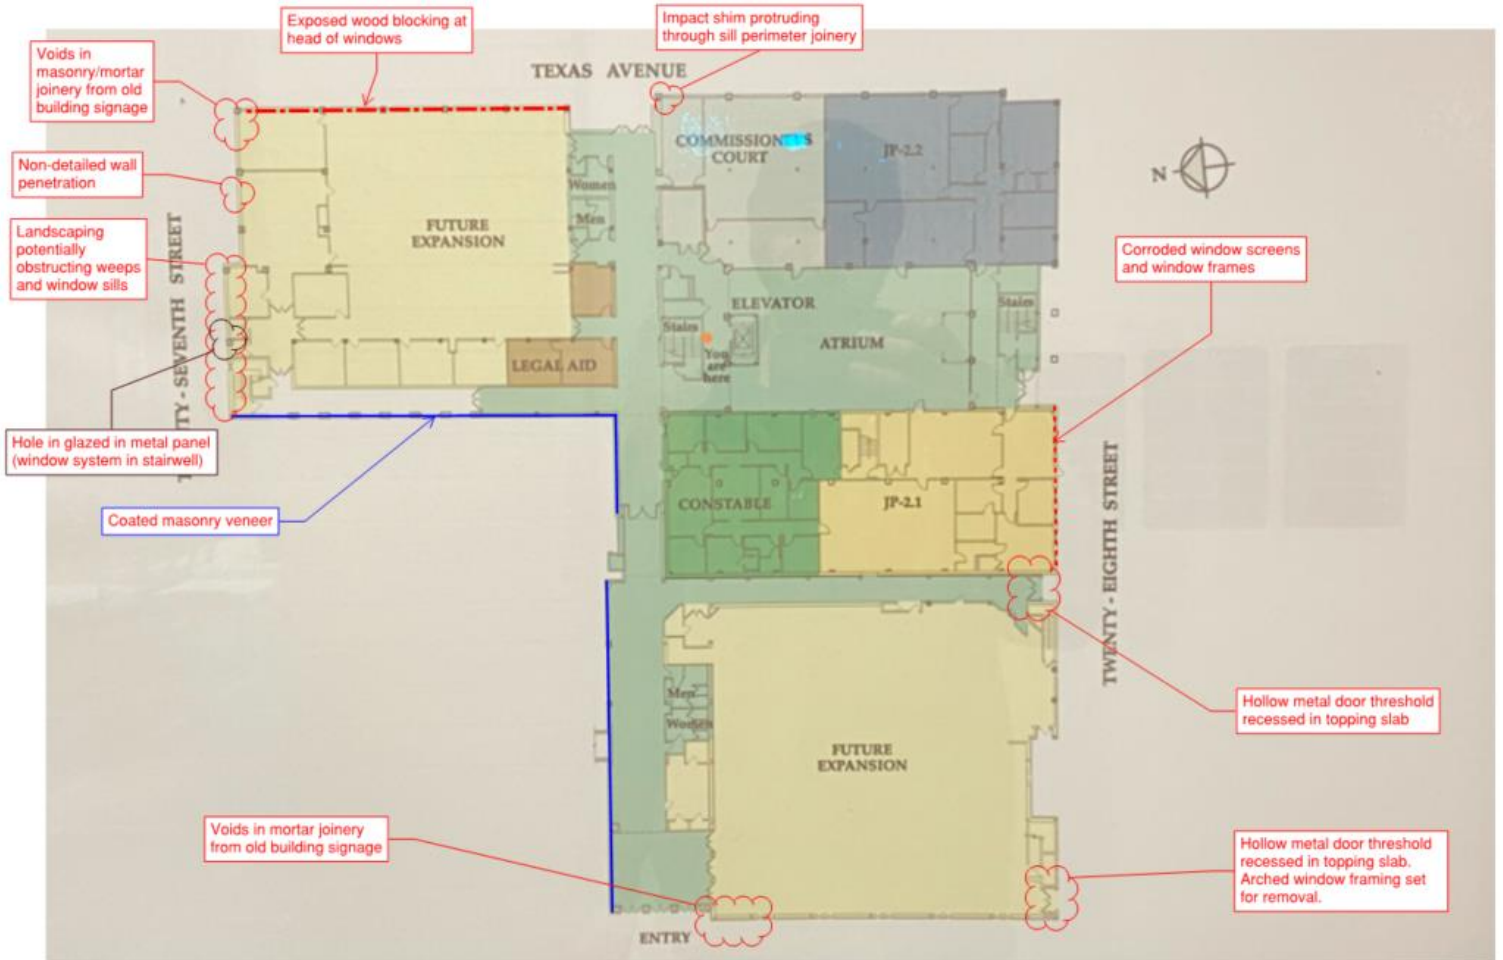 Exposed wood blocking at
head of windows
Impact shim protruding
through sill perimeter joinery
Voids in
masonry/mortar
joinery from old
building signage
TEXAS AVENUE
COMMISSION
COURT
JP-2.2
N
Non-detailed wall
penetration
Women
Men
FUTURE
EXPANSION
Landscaping
potentially
obstructing weeps
and window sills
Corroded window screens
and window frames
ELEVATOR
Stairs
Stairs
ATRIUM
You
are
here
LEGAL AID
TY - SEVENTH STREET
Hole in glazed in metal panel
(window system in stairwell)
Coated masonry veneer
CONSTABLE
JP-2.1
TWENTY - EIGHTH STREET
Men
Women
Hollow metal door threshold
recessed in topping slab
FUTURE
EXPANSION
Voids in mortar joinery
from old building signage
Hollow metal door threshold
recessed in topping slab.
Arched window framing set
for removal.
ENTRY